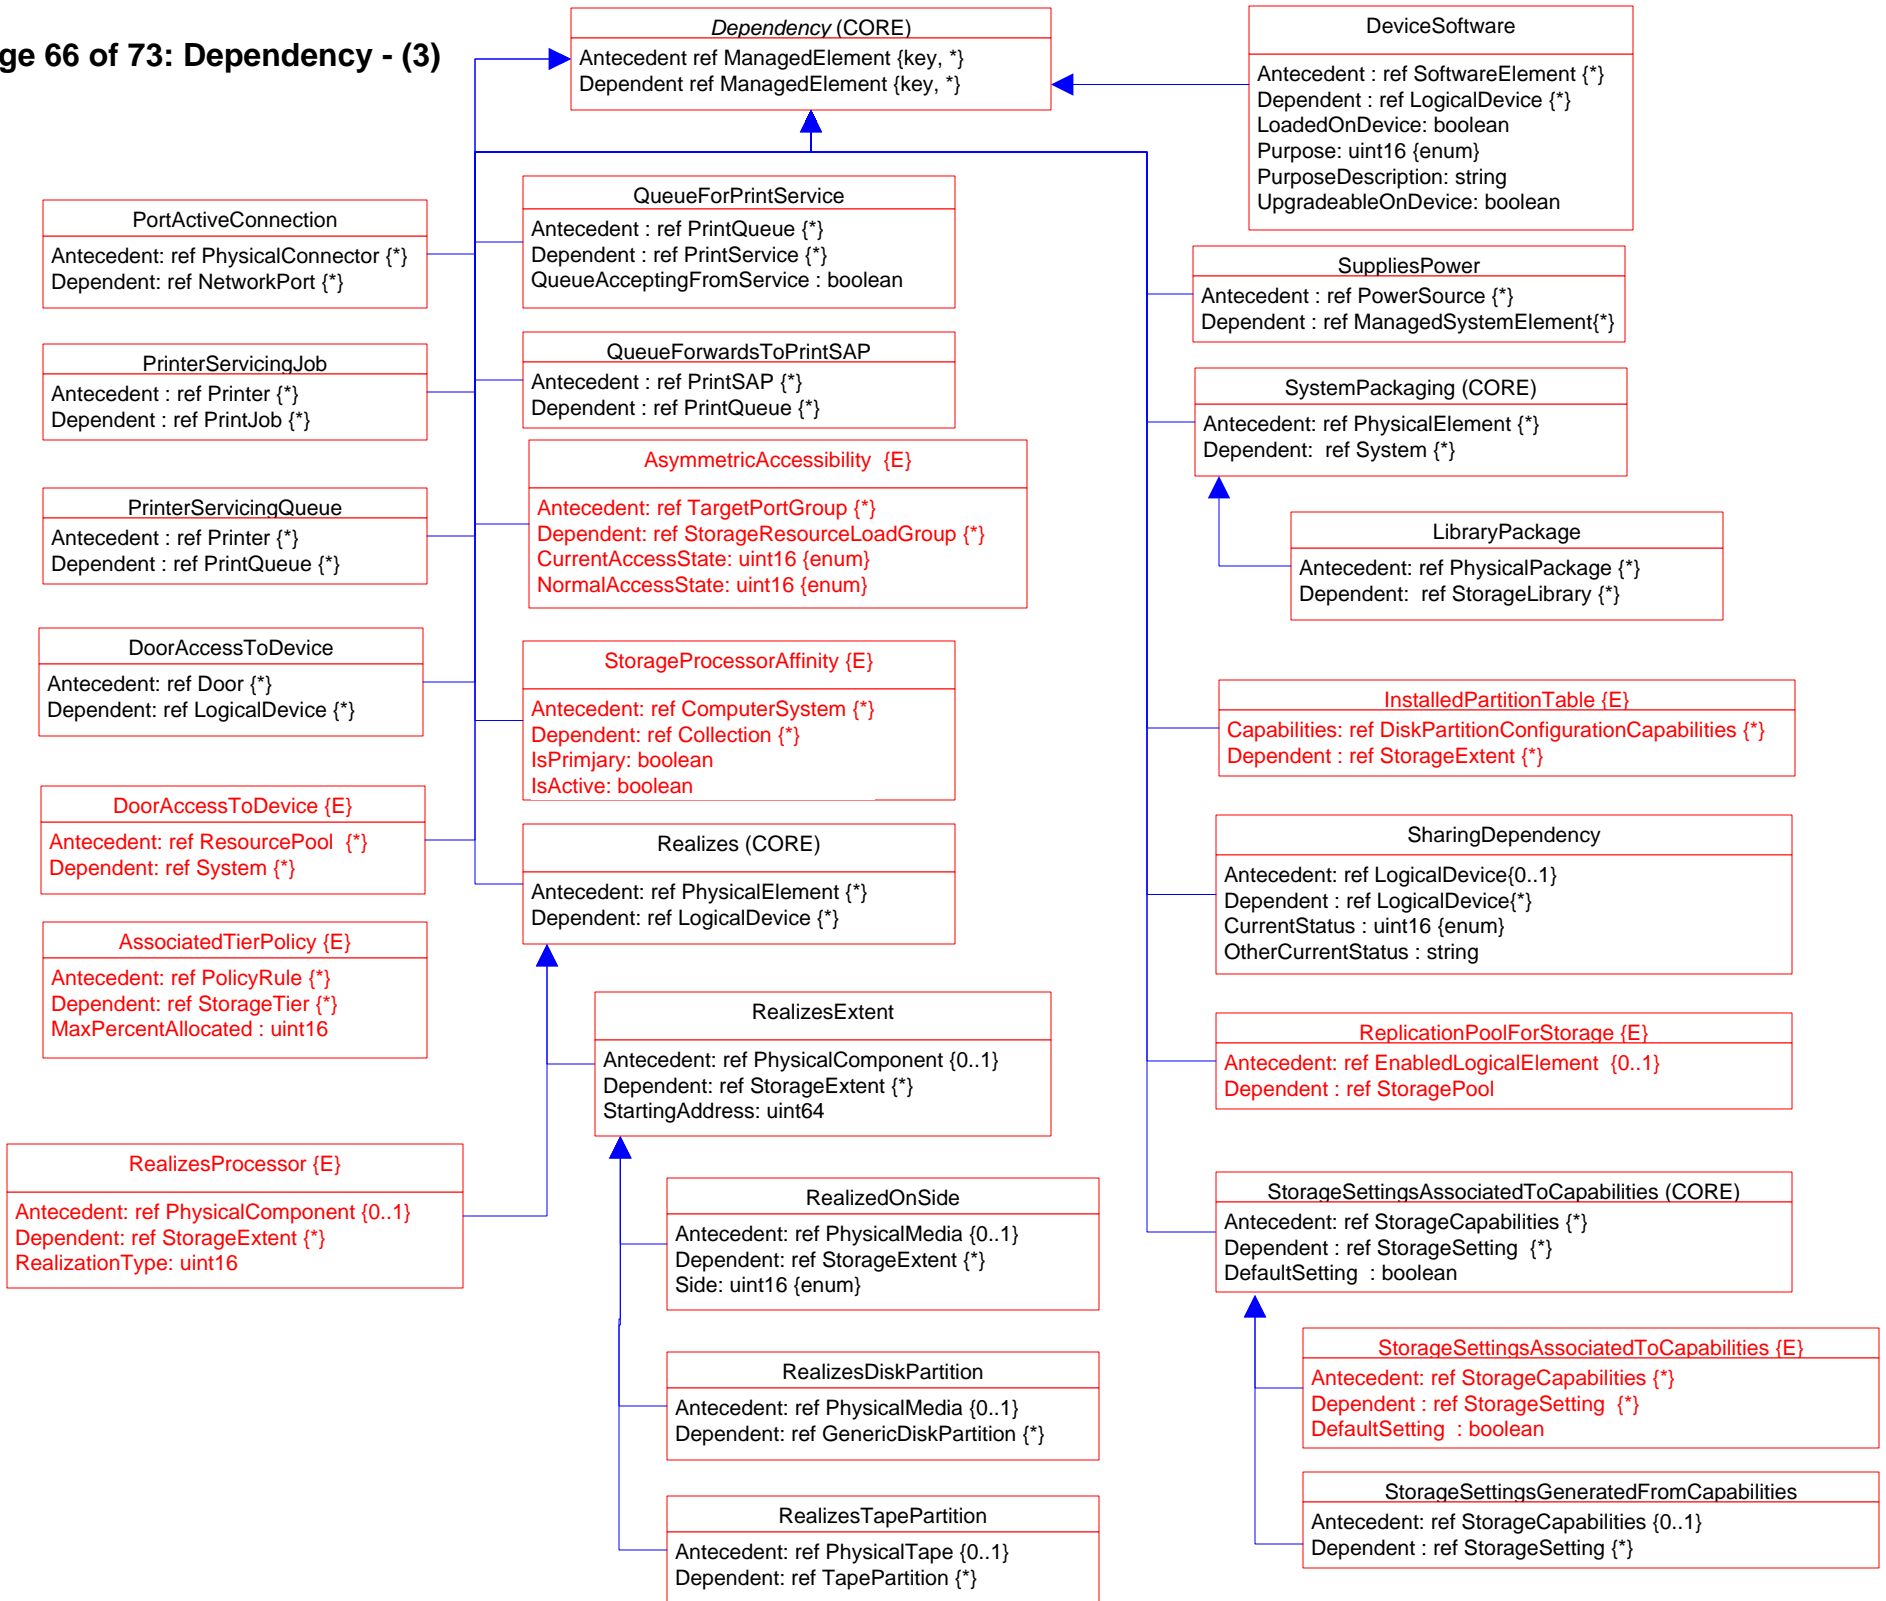 ge 66 of 73: Dependency - (3)
Dependency (CORE)
Antecedent ref ManagedElement {key, *}
Dependent ref ManagedElement {key, *}
DeviceSoftware
Antecedent : ref SoftwareElement {*}
Dependent : ref LogicalDevice {*}
LoadedOnDevice: boolean
Purpose: uint16 {enum}
PurposeDescription: string
UpgradeableOnDevice: boolean
PortActiveConnection
Antecedent: ref PhysicalConnector {*}
Dependent: ref NetworkPort {*}
QueueForPrintService
Antecedent : ref PrintQueue {*}
Dependent : ref PrintService {*}
QueueAcceptingFromService : boolean
SuppliesPower
Antecedent : ref PowerSource {*}
Dependent : ref ManagedSystemElement{*}
PrinterServicingJob
Antecedent : ref Printer {*}
Dependent : ref PrintJob {*}
QueueForwardsToPrintSAP
Antecedent : ref PrintSAP {*}
Dependent : ref PrintQueue {*}
SystemPackaging (CORE)
Antecedent: ref PhysicalElement {*}
Dependent:  ref System {*}
PrinterServicingQueue
Antecedent : ref Printer {*}
Dependent : ref PrintQueue {*}
AsymmetricAccessibility  {E}
Antecedent: ref TargetPortGroup {*}
Dependent: ref StorageResourceLoadGroup {*}
CurrentAccessState: uint16 {enum}
NormalAccessState: uint16 {enum}
LibraryPackage
Antecedent: ref PhysicalPackage {*}
Dependent:  ref StorageLibrary {*}
DoorAccessToDevice
Antecedent: ref Door {*}
Dependent: ref LogicalDevice {*}
StorageProcessorAffinity {E}
Antecedent: ref ComputerSystem {*}
Dependent: ref Collection {*}
IsPrimjary: boolean
IsActive: boolean
InstalledPartitionTable {E}
Capabilities: ref DiskPartitionConfigurationCapabilities {*}
Dependent : ref StorageExtent {*}
DoorAccessToDevice {E}
Antecedent: ref ResourcePool  {*}
Dependent: ref System {*}
Realizes (CORE)
Antecedent: ref PhysicalElement {*}
Dependent: ref LogicalDevice {*}
SharingDependency
Antecedent: ref LogicalDevice{0..1}
Dependent : ref LogicalDevice{*}
CurrentStatus : uint16 {enum}
OtherCurrentStatus : string
AssociatedTierPolicy {E}
Antecedent: ref PolicyRule {*}
Dependent: ref StorageTier {*}
MaxPercentAllocated : uint16
RealizesExtent
Antecedent: ref PhysicalComponent {0..1}
Dependent: ref StorageExtent {*}
StartingAddress: uint64
ReplicationPoolForStorage {E}
Antecedent: ref EnabledLogicalElement  {0..1}
Dependent : ref StoragePool
RealizesProcessor {E}
Antecedent: ref PhysicalComponent {0..1}
Dependent: ref StorageExtent {*}
RealizationType: uint16
RealizedOnSide
Antecedent: ref PhysicalMedia {0..1}
Dependent: ref StorageExtent {*}
Side: uint16 {enum}
StorageSettingsAssociatedToCapabilities (CORE)
Antecedent: ref StorageCapabilities {*}
Dependent : ref StorageSetting  {*}
DefaultSetting  : boolean
RealizesDiskPartition
Antecedent: ref PhysicalMedia {0..1}
Dependent: ref GenericDiskPartition {*}
StorageSettingsAssociatedToCapabilities {E}
Antecedent: ref StorageCapabilities {*}
Dependent : ref StorageSetting  {*}
DefaultSetting  : boolean
RealizesTapePartition
Antecedent: ref PhysicalTape {0..1}
Dependent: ref TapePartition {*}
StorageSettingsGeneratedFromCapabilities
Antecedent: ref StorageCapabilities {0..1}
Dependent : ref StorageSetting {*}